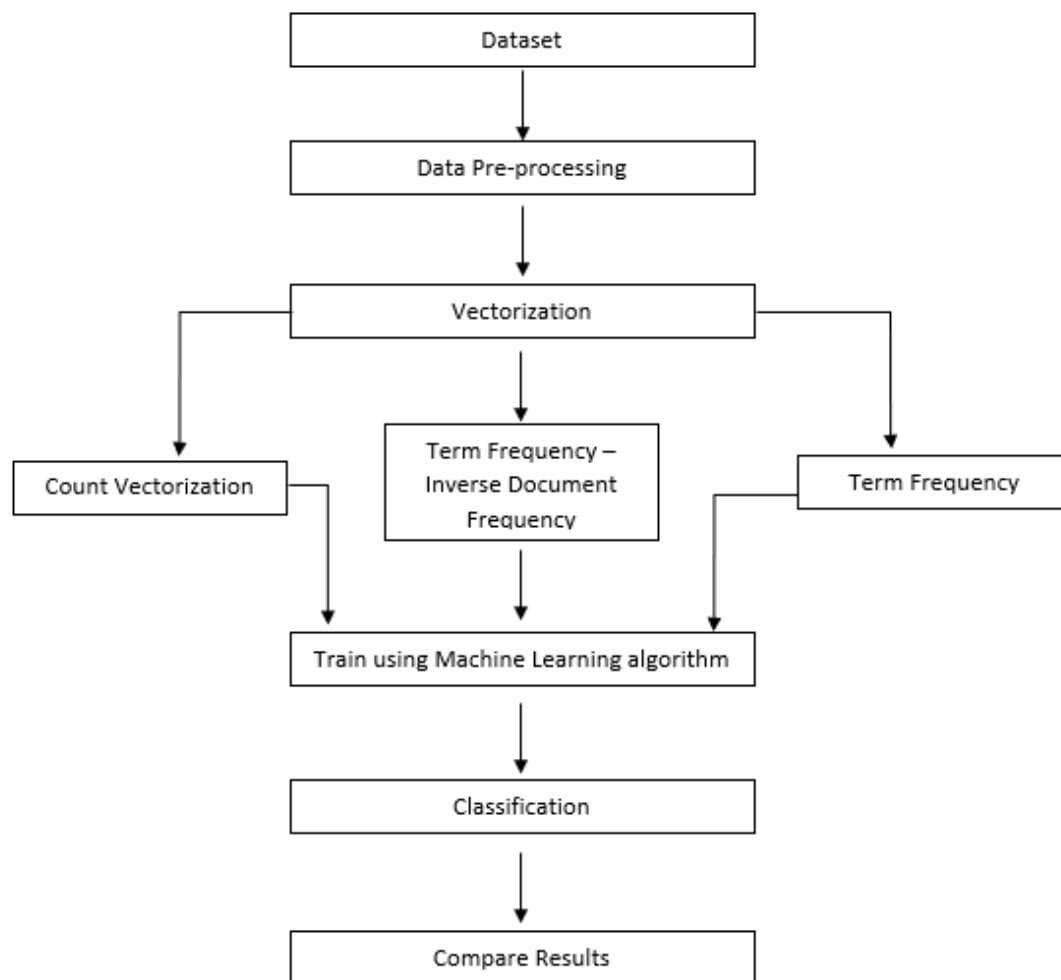 Dataset
Data Pre-processing
Vectorization
Count Vectorization
Term Frequency –
Inverse Document
Frequency
Term Frequency
Train using Machine Learning algorithm
Classification
Compare Results